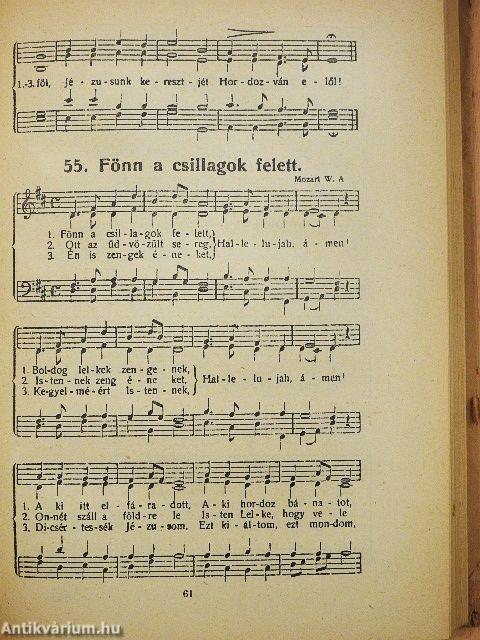 1.-3. föl, Jé - zu - sunk ke - reszt - jét Hor - doz - ván e - lől!
55. Fönn a csillagok felett.
Mozart W. A
1. Fönn a csil - la - gok fe - lett,
2. Ott az üd - vö - zült se - reg, Hal - le - lu - jah, á - men!
3. Én is zen - gek é - ne - ket,
1. Bol - dog lel - kek zen - ge - nek,
2. Is - ten - nek zeng é - ne ket, Hal - le - lu - jah, á - men!
3. Ke - gyel - mé - ért Is - ten - nek,
1. A ki itt el - fá - ra - dott, A - ki hor - doz bá - na - tot,
2. On - nét száll a föld - re le Is - ten Lel - ke, hogy ve - le
3. Di - csér - tes - sék Jé - zu - som, Ezt ki - ál - tom, ezt mon - dom,
61
Antikvárium.hu